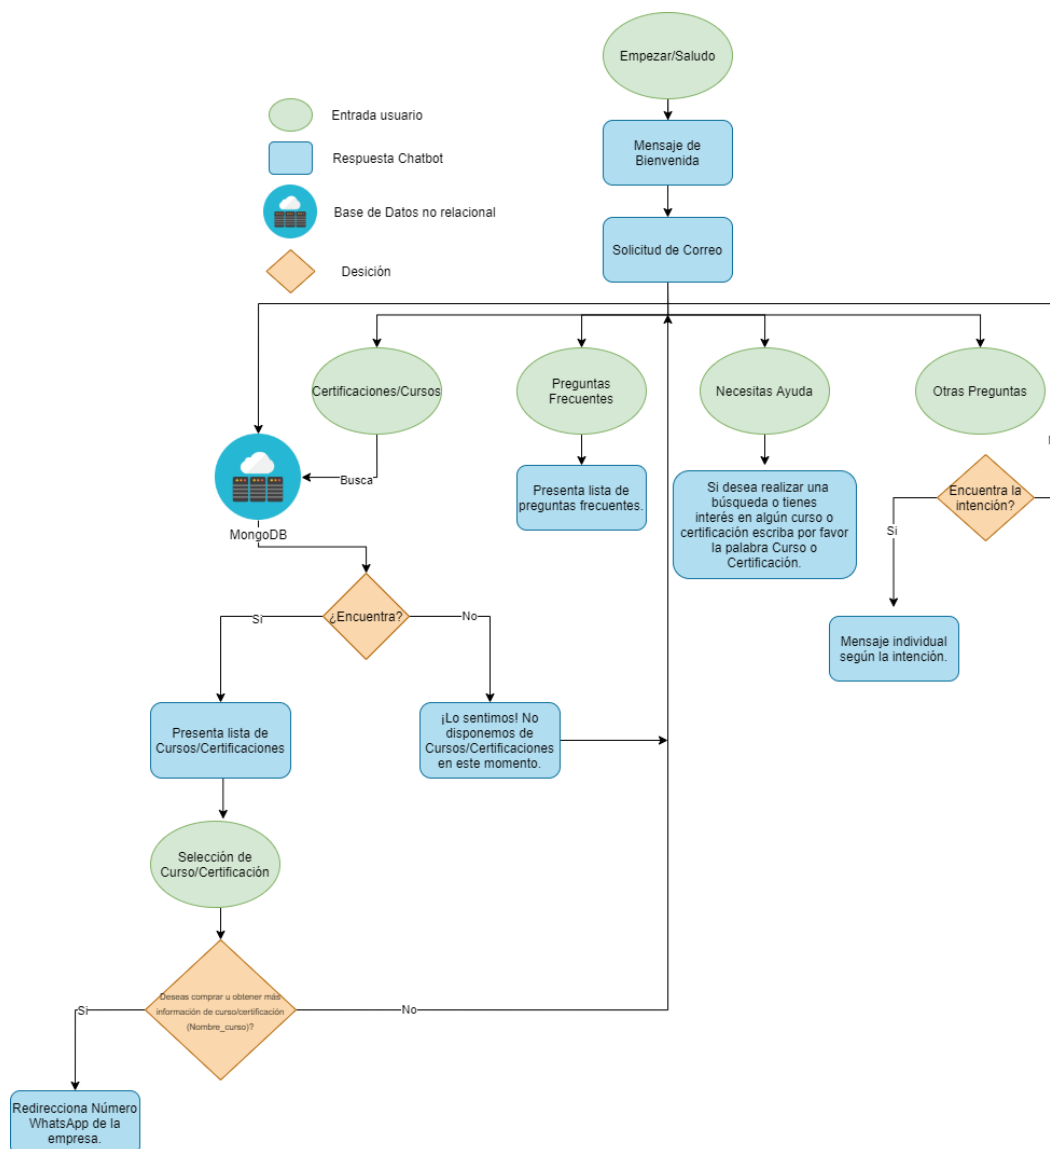 Empezar/Saludo
Entrada usuario
Respuesta Chatbot
Base de Datos no relacional
Desición
Mensaje de
Bienvenida
Solicitud de Correo
Certificaciones/Cursos
Preguntas
Frecuentes
Necesitas Ayuda
Otras Preguntas
Busca
MongoDB
Presenta lista de
preguntas frecuentes.
Si desea realizar una
búsqueda o tienes
interés en algún curso o
certificación escriba por favor
la palabra Curso o
Certificación.
Encuentra la
intención?
Si
Mensaje individual
según la intención.
¿Encuentra?
Si
No
Presenta lista de
Cursos/Certificaciones
¡Lo sentimos! No
disponemos de
Cursos/Certificaciones
en este momento.
Selección de
Curso/Certificación
Deseas comprar u obtener más
información de curso/certificación
(Nombre_curso)?
Si
No
Redirecciona Número
WhatsApp de la
empresa.